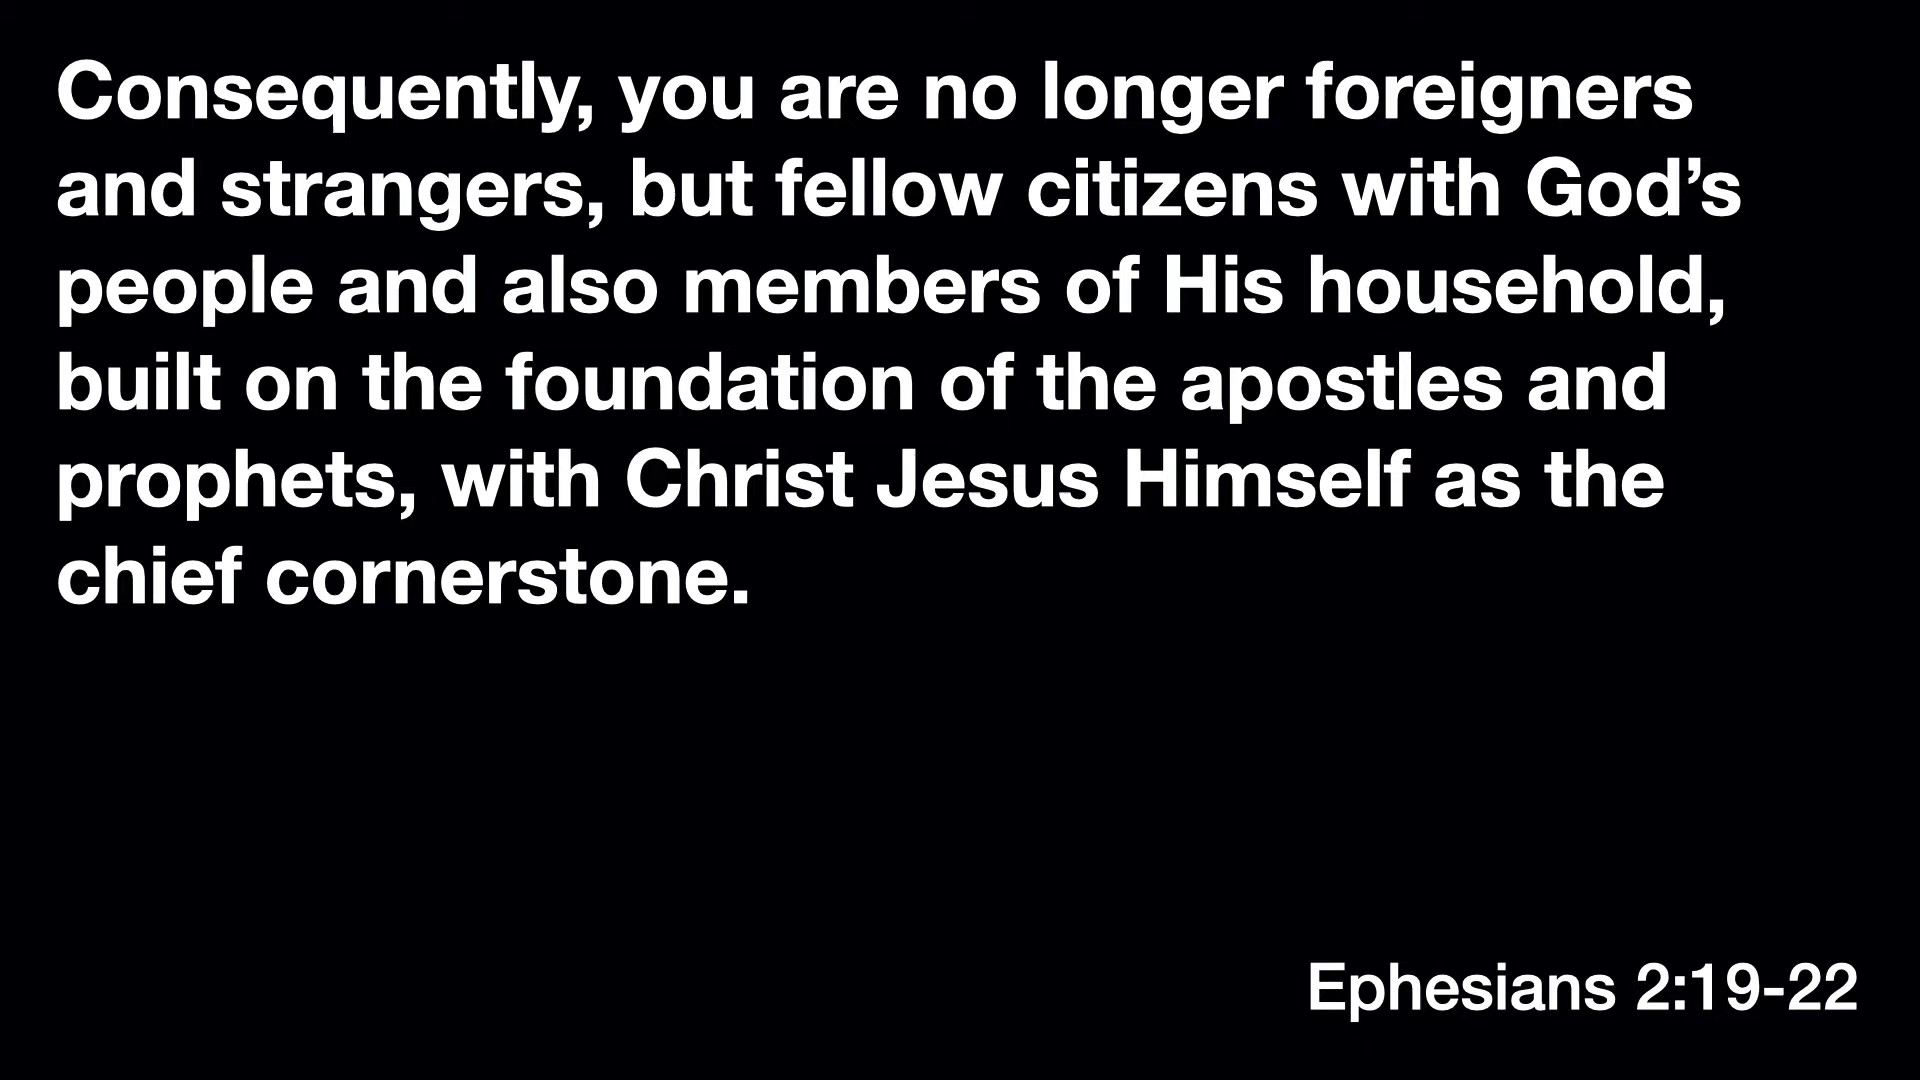 Consequently, you are no longer foreigners
and strangers, but fellow citizens with God’s
people and also members of His household,
built on the foundation of the apostles and
prophets, with Christ Jesus Himself as the
chief cornerstone.
Ephesians 2:19-22